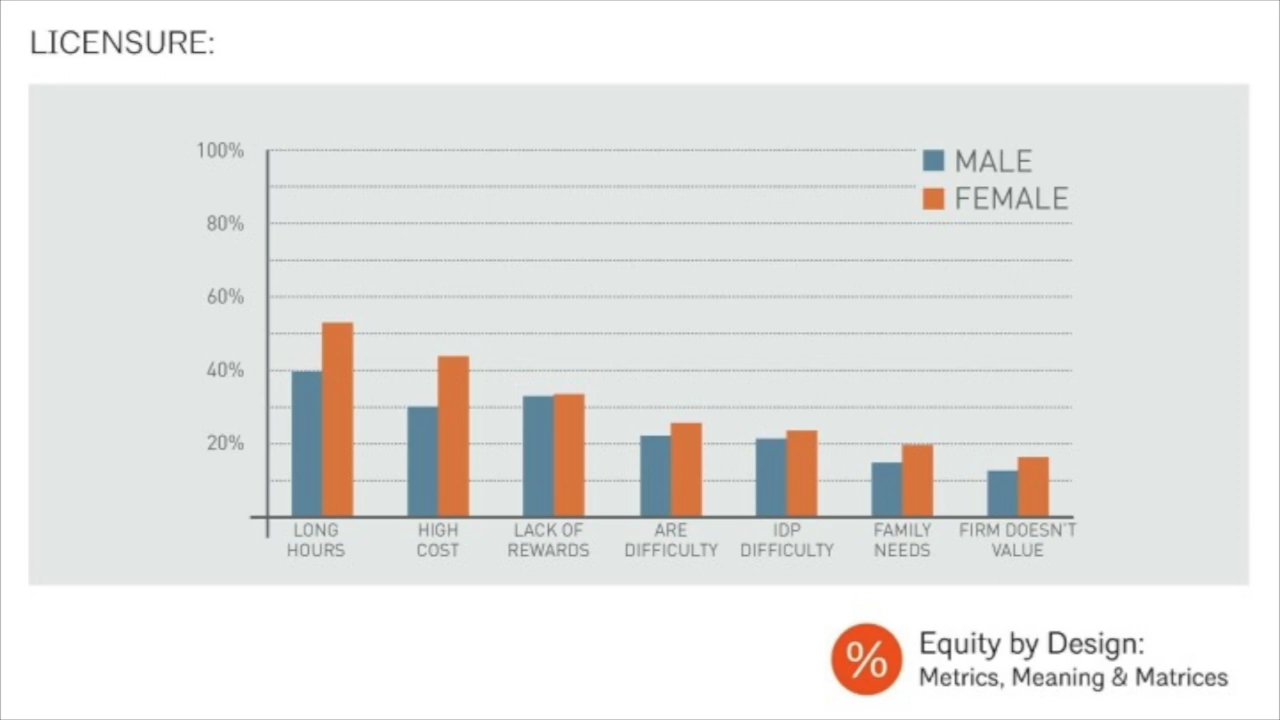 LICENSURE:
100%
80%
60%
40%
20%
MALE
FEMALE
LONG
HOURS
HIGH
COST
LACK OF
REWARDS
ARE
DIFFICULTY
IDP
DIFFICULTY
FAMILY
NEEDS
FIRM DOESN'T
VALUE
%
Equity by Design:
Metrics, Meaning & Matrices